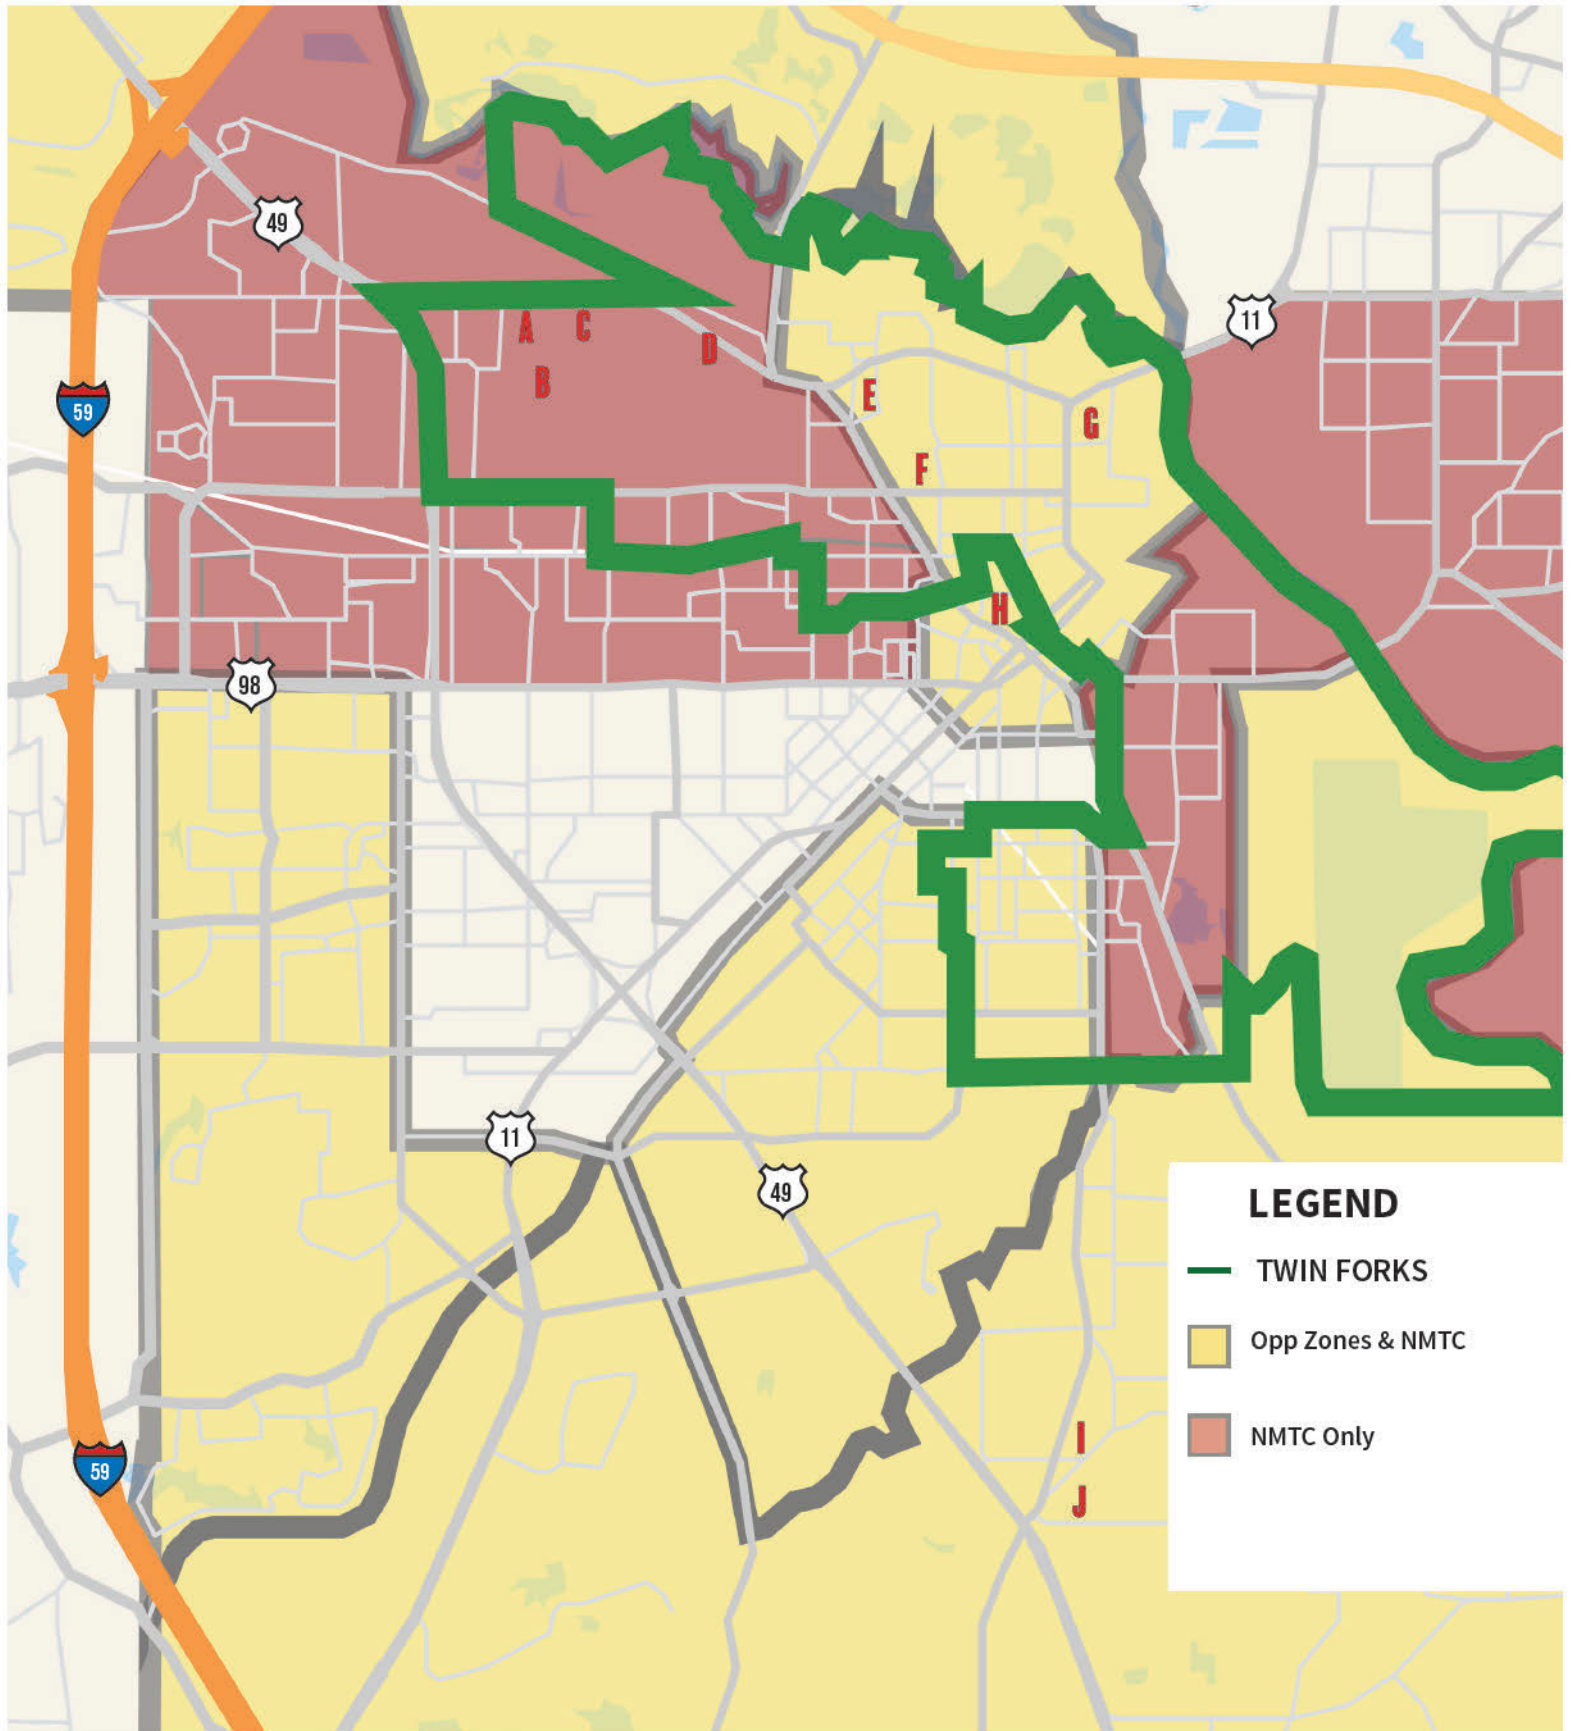 49
11
A
C
D
B
59
E
G
F
H
98
11
49
LEGEND
TWIN FORKS
Opp Zones & NMTC
NMTC Only
I
59
J